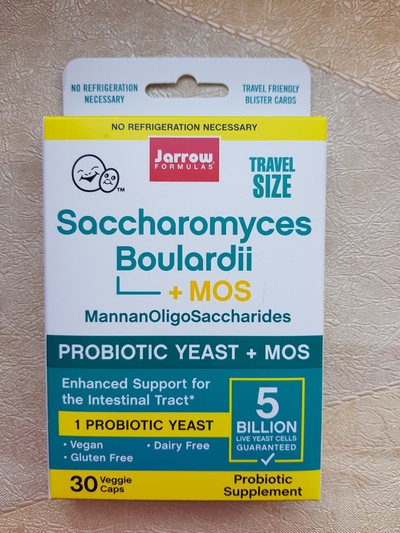 NO REFRIGERATION
NECESSARY
TRAVEL FRIENDLY
BLISTER CARDS
NO REFRIGERATION NECESSARY
Jarrow
FORMULAS
TM
TRAVEL
SIZE
Saccharomyces
Boulardii
+ MOS
MannanOligoSaccharides
PROBIOTIC YEAST + MOS
Enhanced Support for
the Intestinal Tract*
1 PROBIOTIC YEAST
• Vegan
• Dairy Free
• Gluten Free
5
BILLION
LIVE YEAST CELLS
GUARANTEED
30 Veggie
Caps
Probiotic
Supplement